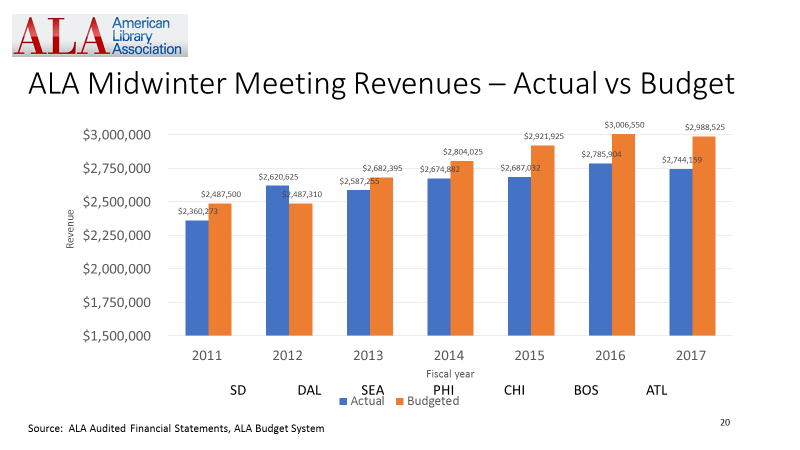 ALA American
Library
Association
ALA Midwinter Meeting Revenues – Actual vs Budget
Revenue
$3,000,000
$2,750,000
$2,500,000
$2,250,000
$2,000,000
$1,750,000
$1,500,000
$2,360,273 $2,487,500
$2,620,625 $2,487,310
$2,587,255 $2,682,395
$2,674,882 $2,804,025
$2,687,032 $2,921,925
$2,785,904 $3,006,550
$2,744,159 $2,988,525
2011 2012 2013 2014 2015 2016 2017
Fiscal year
SD DAL SEA PHI CHI BOS ATL
Actual Budgeted
Source: ALA Audited Financial Statements, ALA Budget System
20